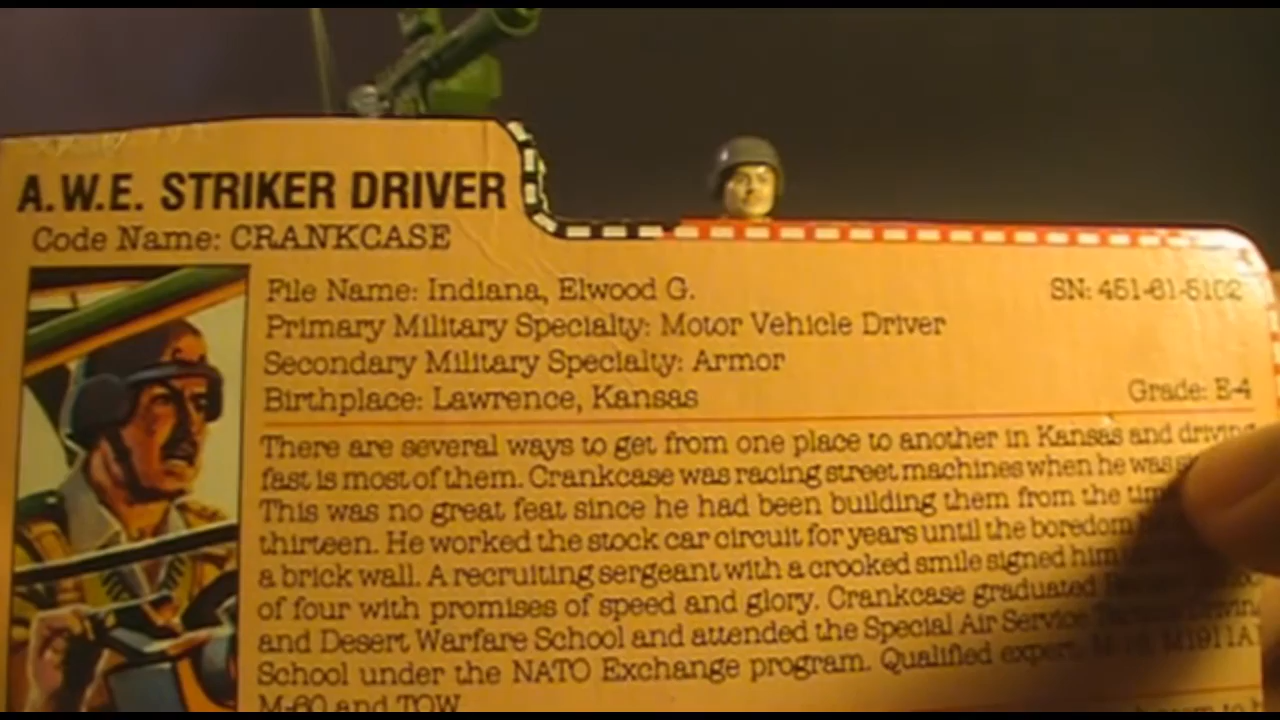 A.W.E. STRIKER DRIVER
Code Name: CRANKCASE
File Name: Indiana, Elwood G.
SN: 451-61-5102
Primary Military Specialty: Motor Vehicle Driver
Secondary Military Specialty: Armor
Birthplace: Lawrence, Kansas
Grade: E-4
There are several ways to get from one place to another in Kansas and driving
fast is most of them. Crankcase was racing street machines when he was
This was no great feat since he had been building them from the
thirteen. He worked the stock car circuit for years until the boredom
a brick wall. A recruiting sergeant with a crooked smile signed him
of four with promises of speed and glory. Crankcase graduated
and Desert Warfare School and attended the Special Air Service
School under the NATO Exchange program. Qualified expert, M-16, M1911A1
M-60 and TOW